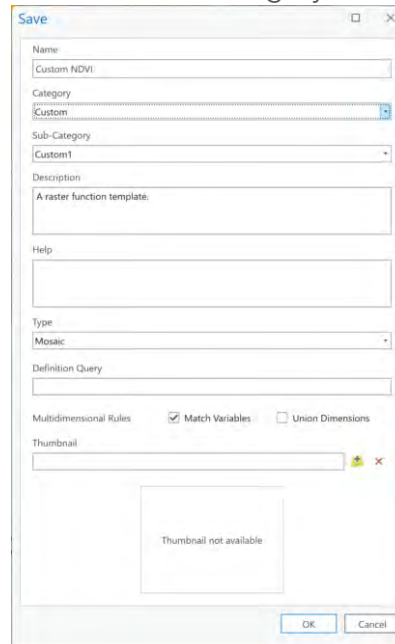 Save
Name
Custom NDVI
Category
Custom
Sub-Category
Custom1
Description
A raster function template.
Help
Type
Mosaic
Definition Query
Multidimensional Rules Match Variables Union Dimensions
Thumbnail
Thumbnail not available
OK Cancel